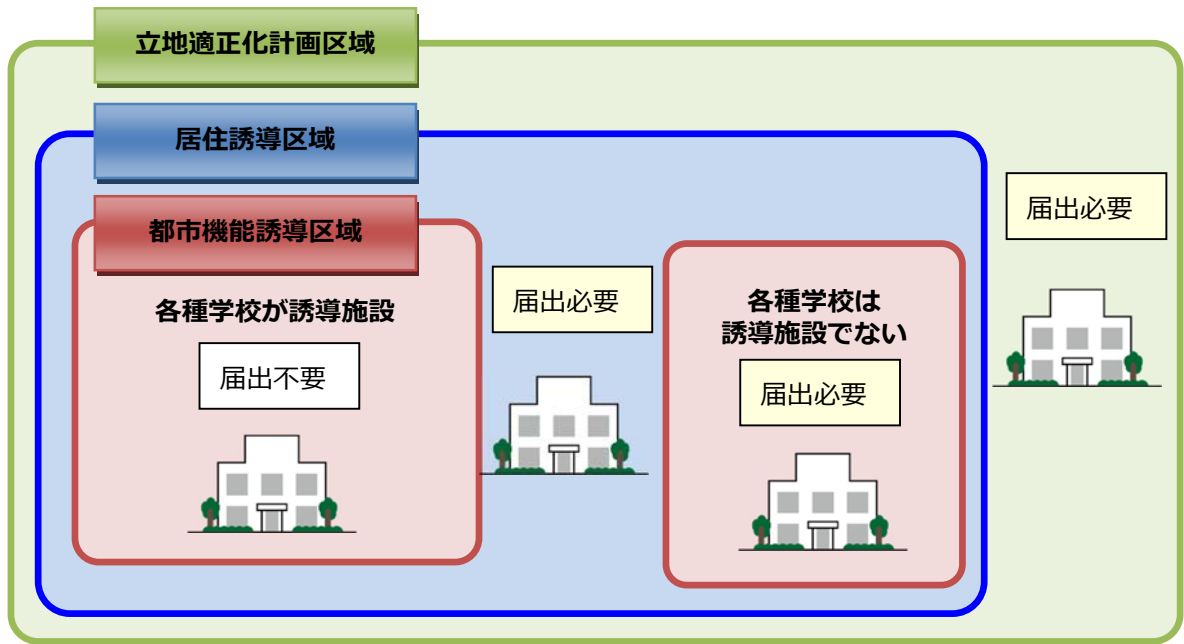 立地適正化計画区域
居住誘導区域
都市機能誘導区域
各種学校が誘導施設
届出不要
届出必要
各種学校は
誘導施設でない
届出必要
届出必要